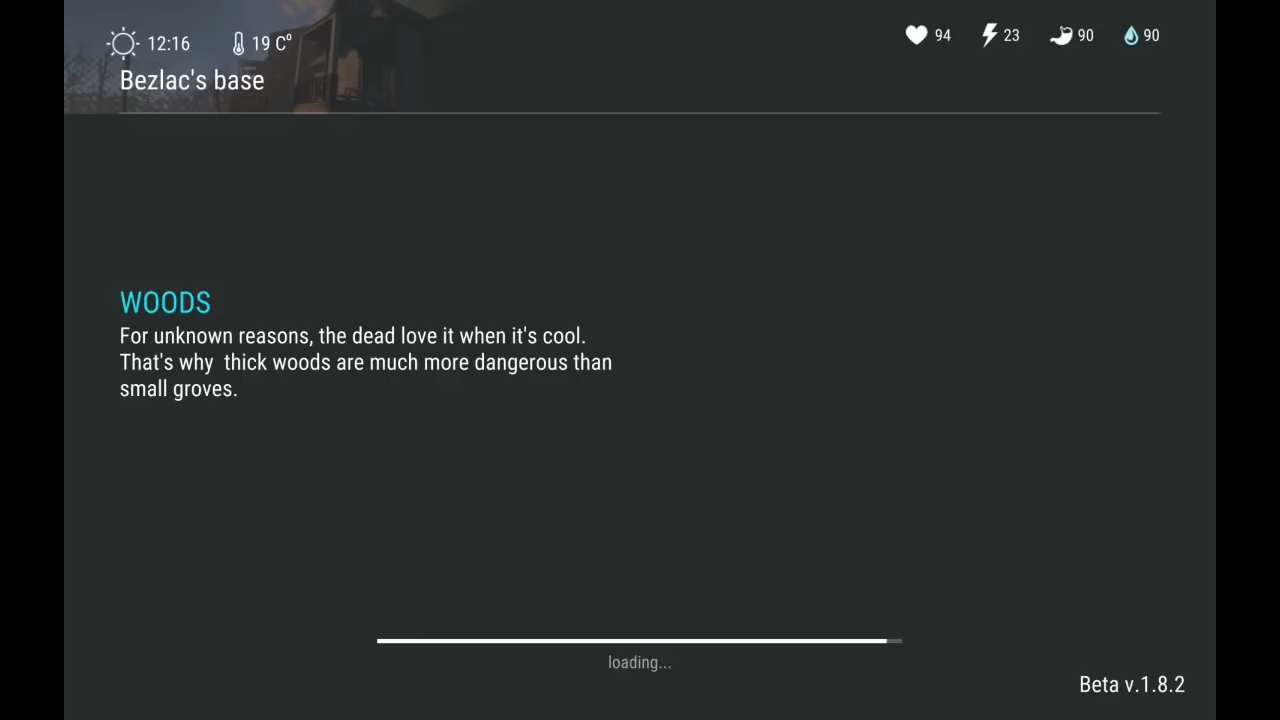 12:16 19 C° 94 23 90 90
Bezlac's base
WOODS
For unknown reasons, the dead love it when it's cool.
That's why  thick woods are much more dangerous than
small groves.
loading...
Beta v.1.8.2